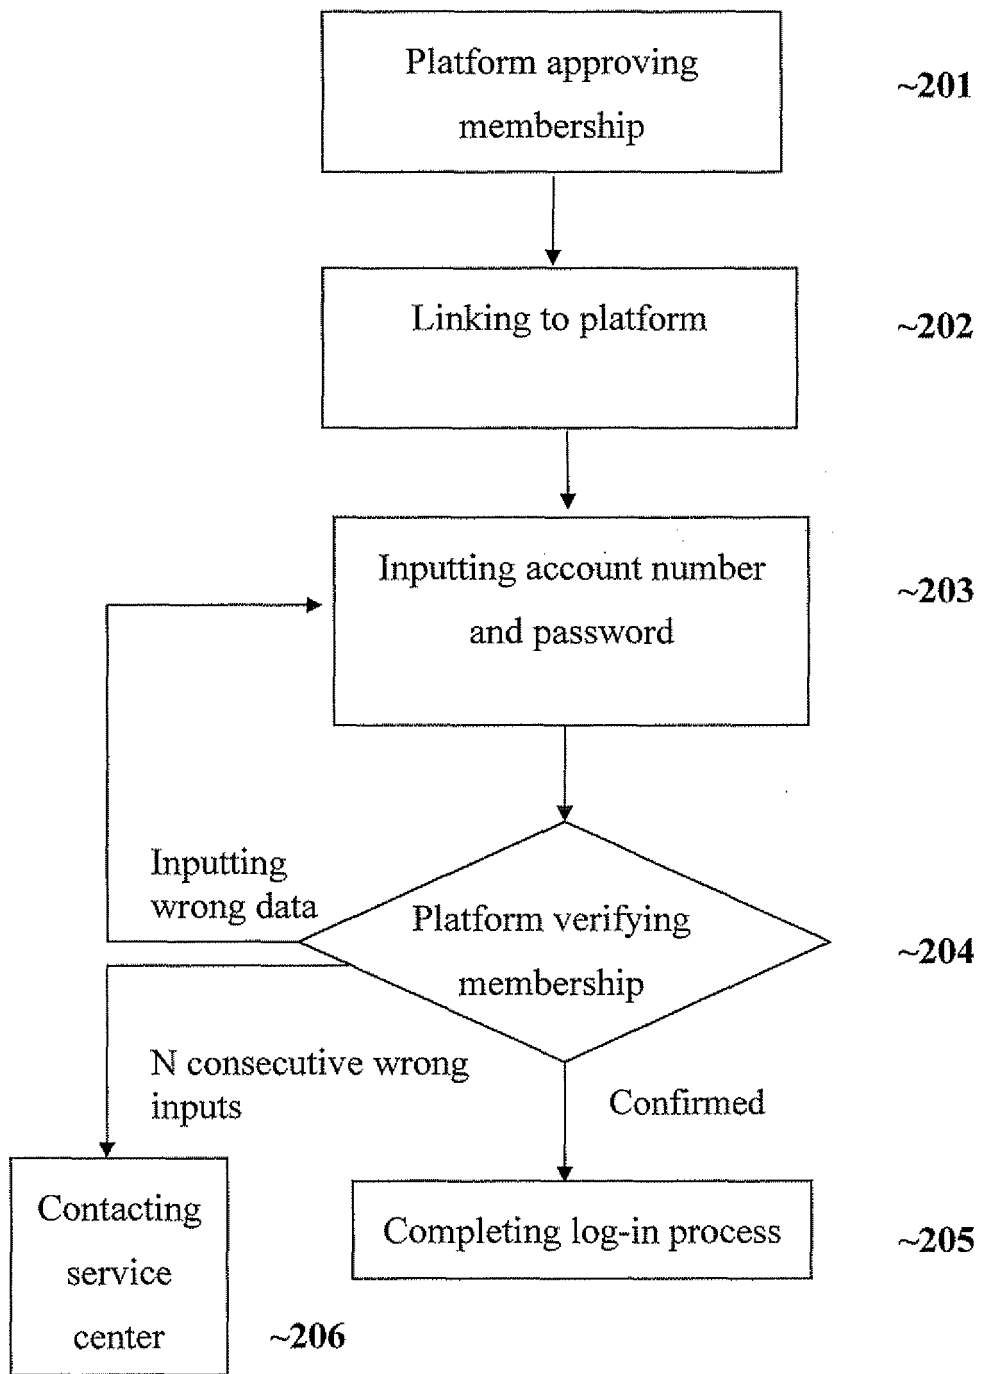 Platform approving
membership
~201
Linking to platform
~202
Inputting account number
and password
~203
Inputting
wrong data
Platform verifying
membership
~204
N consecutive wrong
inputs
Confirmed
Contacting
service
center
~206
Completing log-in process
~205